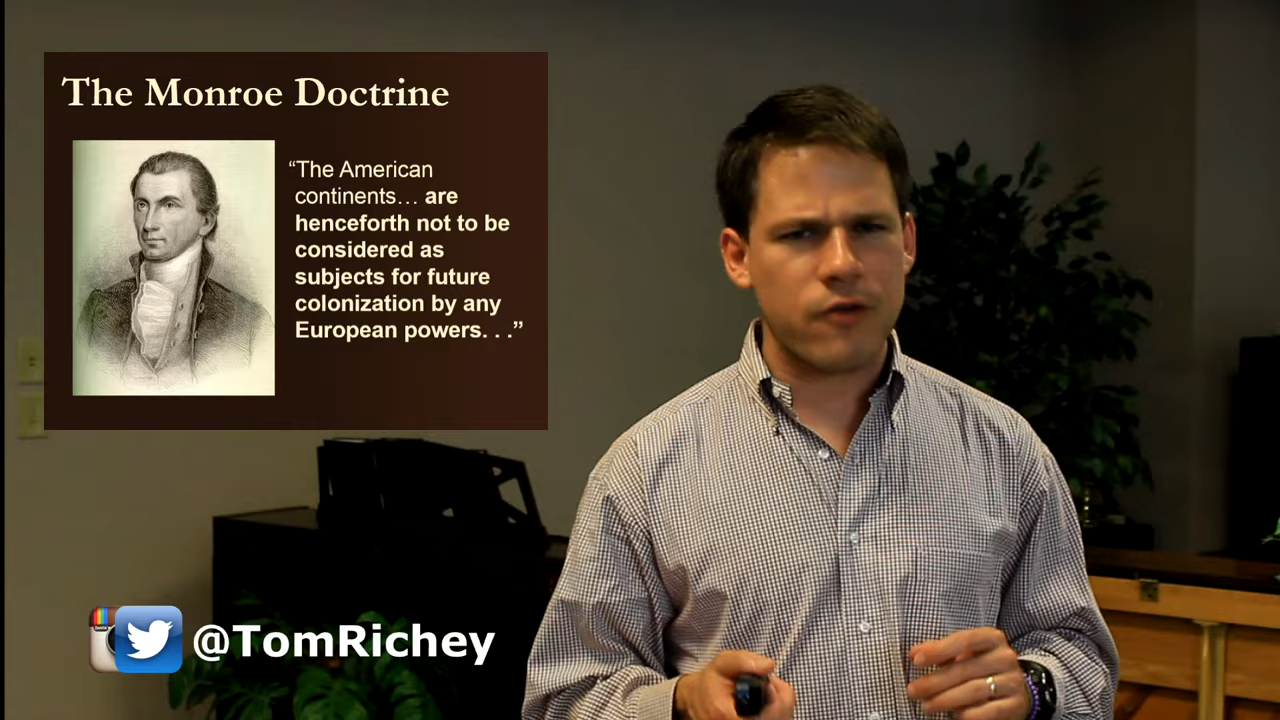 The Monroe Doctrine
“The American
continents… are
henceforth not to be
considered as
subjects for future
colonization by any
European powers. . .”
@TomRichey